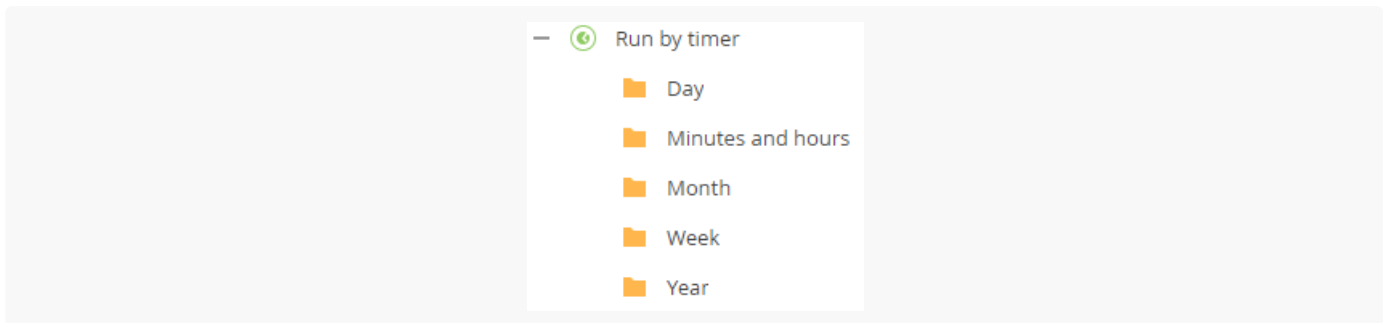 Run by timer
Day
Minutes and hours
Month
Week
Year